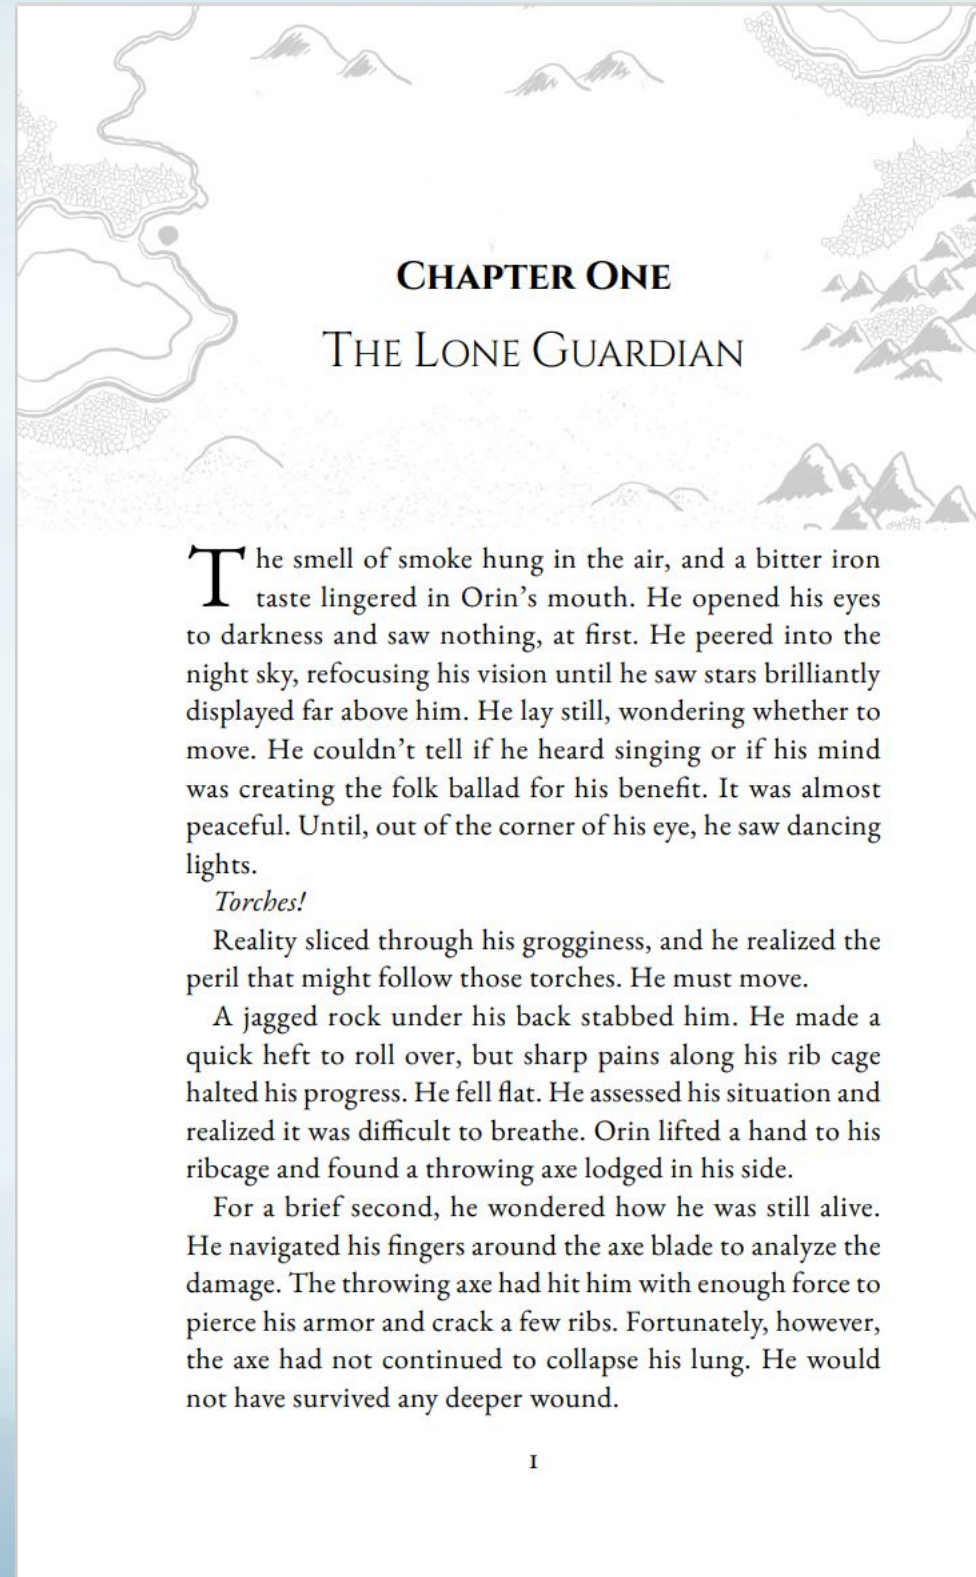 CHAPTER ONE
THE LONE GUARDIAN
The smell of smoke hung in the air, and a bitter iron
taste lingered in Orin’s mouth. He opened his eyes
to darkness and saw nothing, at first. He peered into the
night sky, refocusing his vision until he saw stars brilliantly
displayed far above him. He lay still, wondering whether to
move. He couldn’t tell if he heard singing or if his mind
was creating the folk ballad for his benefit. It was almost
peaceful. Until, out of the corner of his eye, he saw dancing
lights.
Torches!
Reality sliced through his grogginess, and he realized the
peril that might follow those torches. He must move.
A jagged rock under his back stabbed him. He made a
quick heft to roll over, but sharp pains along his rib cage
halted his progress. He fell flat. He assessed his situation and
realized it was difficult to breathe. Orin lifted a hand to his
ribcage and found a throwing axe lodged in his side.
For a brief second, he wondered how he was still alive.
He navigated his fingers around the axe blade to analyze the
damage. The throwing axe had hit him with enough force to
pierce his armor and crack a few ribs. Fortunately, however,
the axe had not continued to collapse his lung. He would
not have survived any deeper wound.
1